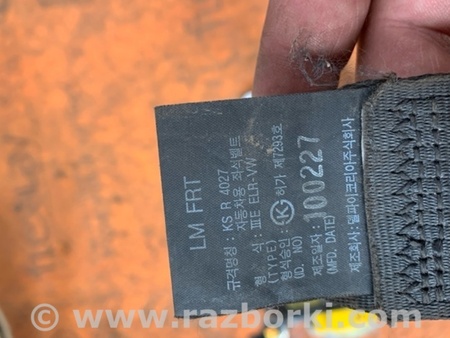 LM FRT
규격명칭 : KS R 4027
자동차용 좌석벨트
형 식 : ⅢE ELR-VW
(TYPE)
형식승인 : 허가 제7293호
(ID. NO)
제조일자 : 100227
(MFD. DATE)
제조회사 : 델파이코리아주식회사
© www.razborki.com